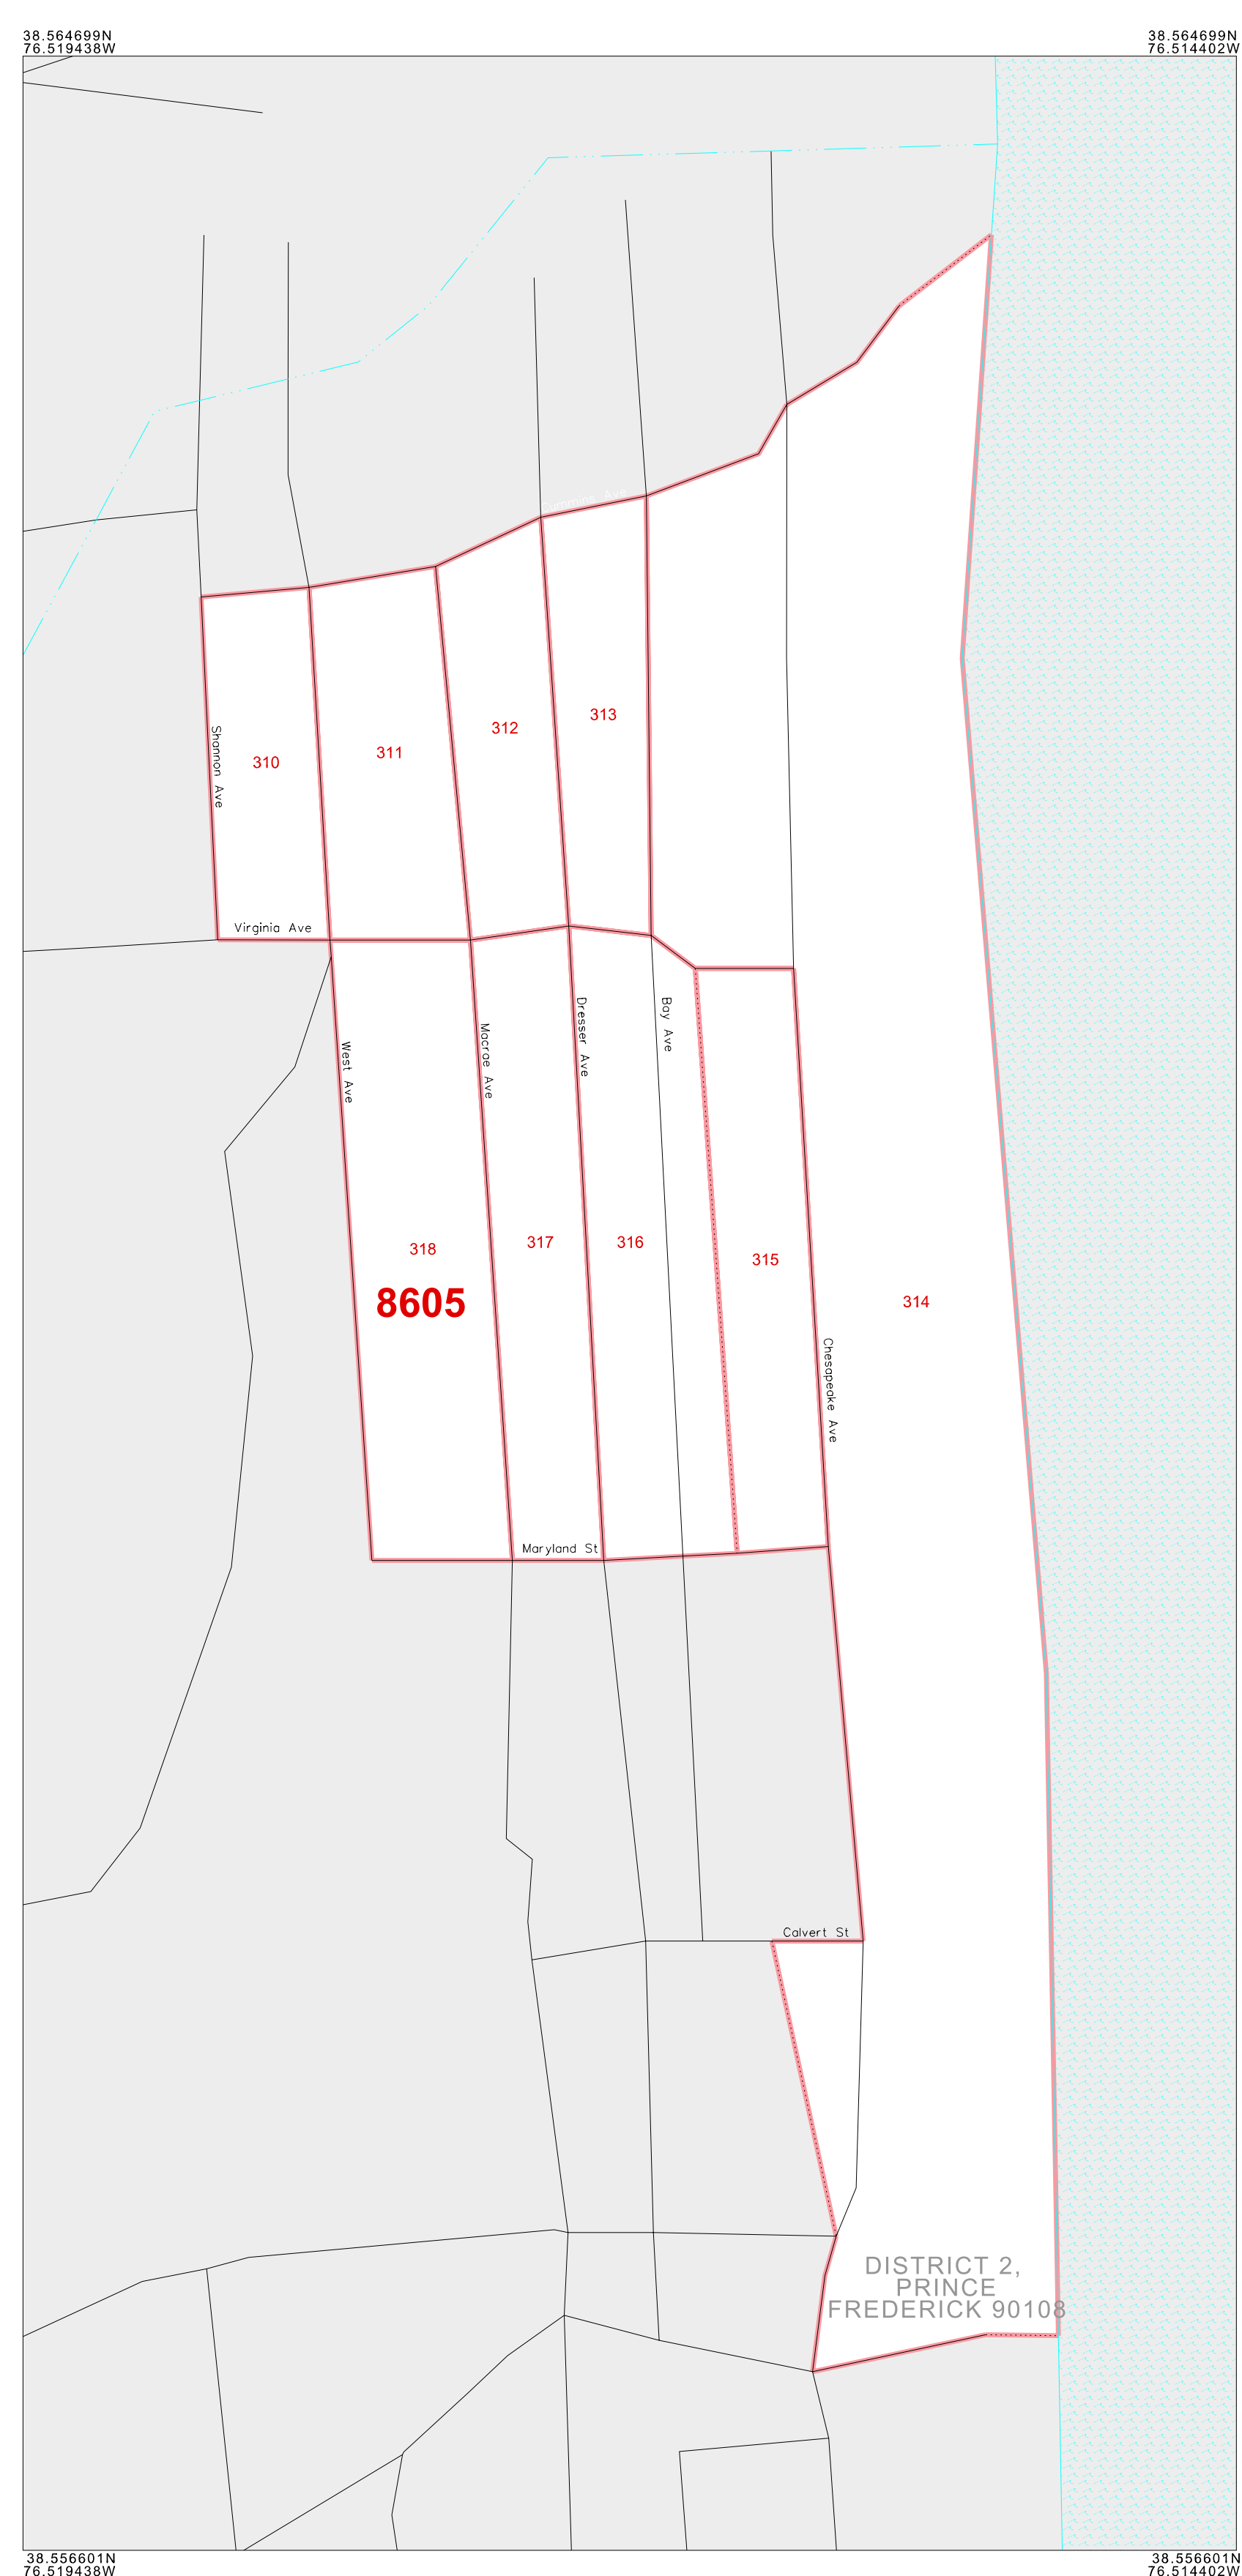 38.564699N
76.519438W
38.564699N
76.514402W
313
312
311
310
Shannon Ave
Virginia Ave
Dresser Ave
Bay Ave
Macrae Ave
West Ave
318
317
316
315
8605
314
Chesapeake Ave
Maryland St
Calvert St
DISTRICT 2,
PRINCE
FREDERICK 90108
38.556601N
76.519438W
38.556601N
76.514402W